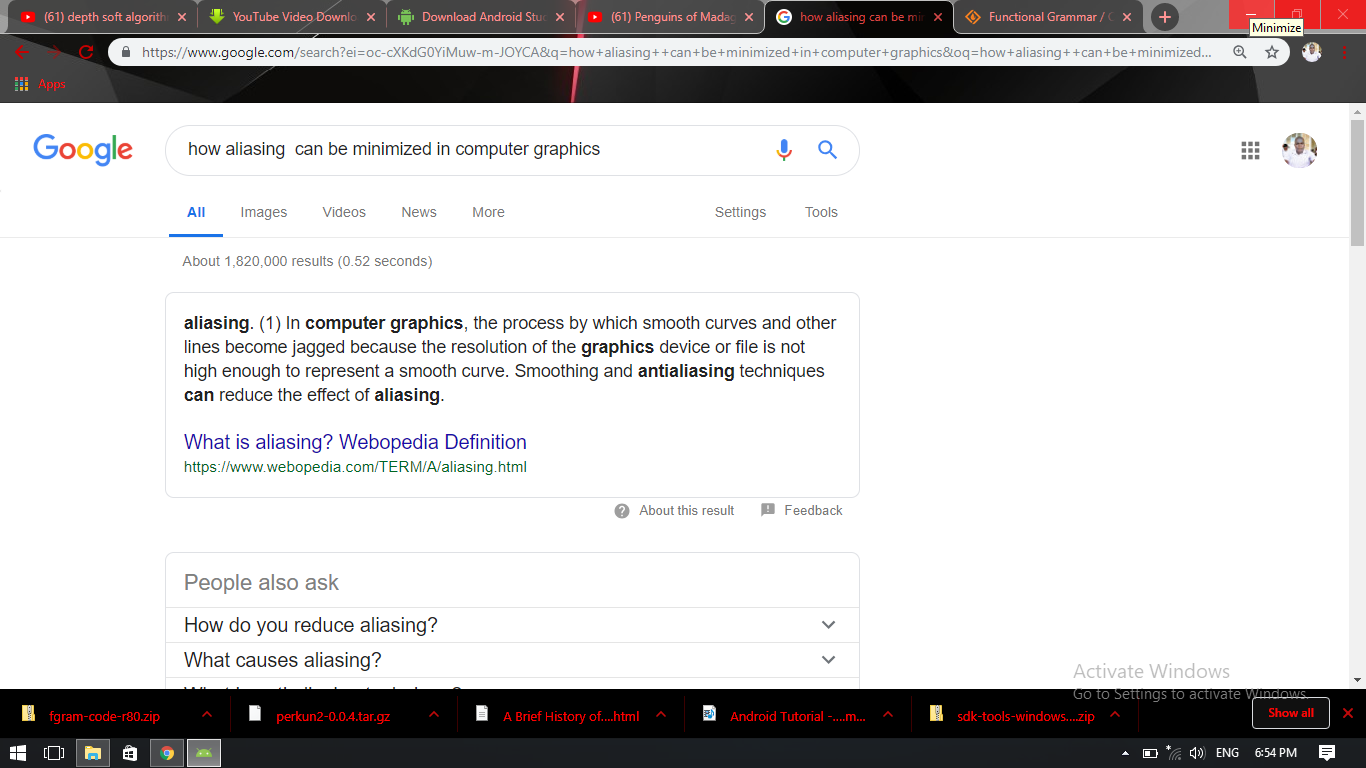 (61) depth soft algorith
YouTube Video Downlo
Download Android Stud
(61) Penguins of Madag
how aliasing can be min
Functional Grammar / C
Minimize
https://www.google.com/search?ei=oc-cXKdG0YiMuw-m-JOYCA&q=how+aliasing++can+be+minimized+in+computer+graphics&oq=how+aliasing++can+be+minimized...
Apps
Google
how aliasing  can be minimized in computer graphics
All Images Videos News More Settings Tools
About 1,820,000 results (0.52 seconds)
aliasing. (1) In computer graphics, the process by which smooth curves and other
lines become jagged because the resolution of the graphics device or file is not
high enough to represent a smooth curve. Smoothing and antialiasing techniques
can reduce the effect of aliasing.
What is aliasing? Webopedia Definition
https://www.webopedia.com/TERM/A/aliasing.html
About this result Feedback
People also ask
How do you reduce aliasing?
What causes aliasing?
Activate Windows
Go to Settings to activate Windows.
fgram-code-r80.zip
perkun2-0.0.4.tar.gz
A Brief History of....html
Android Tutorial -....m...
sdk-tools-windows....zip
Show all
ENG 6:54 PM